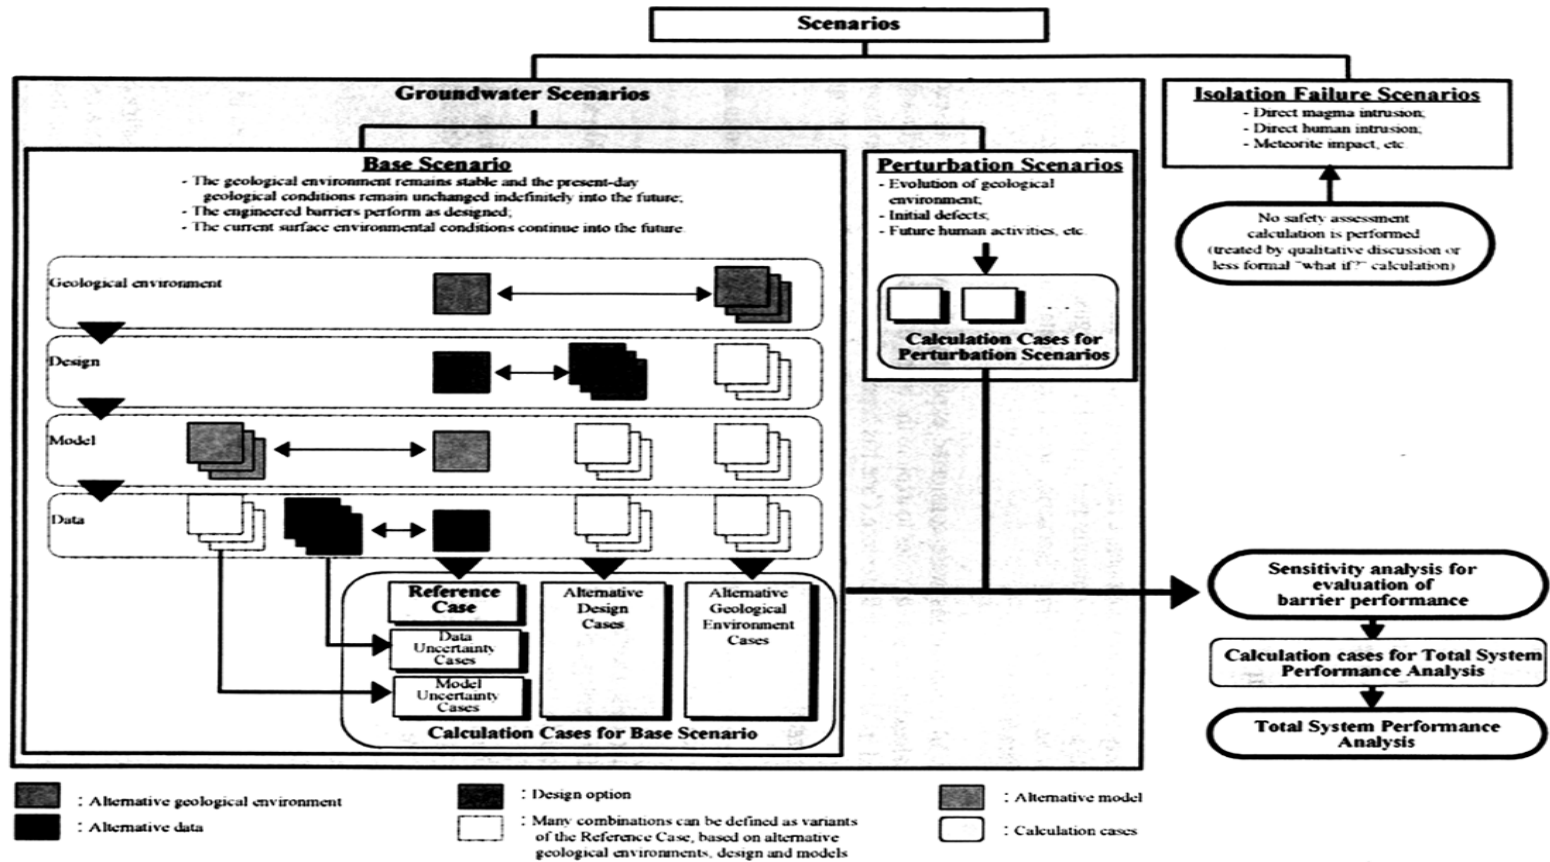 Scenarios
Groundwater Scenarios
Isolation Failure Scenarios
- Direct magma intrusion;
- Direct human intrusion;
- Meteorite impact, etc.
No safety assessment
calculation is performed
(treated by qualitative discussion or
less formal "what if?" calculation)
Base Scenario
- The geological environment remains stable and the present-day
geological conditions remain unchanged indefinitely into the future;
- The engineered barriers perform as designed;
- The current surface environmental conditions continue into the future.
Perturbation Scenarios
- Evolution of geological
environment;
- Initial defects;
- Future human activities, etc.
. . .
Calculation Cases for
Perturbation Scenarios
Geological environment
Design
Model
Data
Reference
Case
Data
Uncertainty
Cases
Model
Uncertainty
Cases
Alternative
Design
Cases
Alternative
Geological
Environment
Cases
Calculation Cases for Base Scenario
Sensitivity analysis for
evaluation of
barrier performance
Calculation cases for Total System
Performance Analysis
Total System Performance
Analysis
: Alternative geological environment
: Alternative data
: Design option
: Many combinations can be defined as variants
of the Reference Case, based on alternative
geological environments, design and models
: Alternative model
: Calculation cases